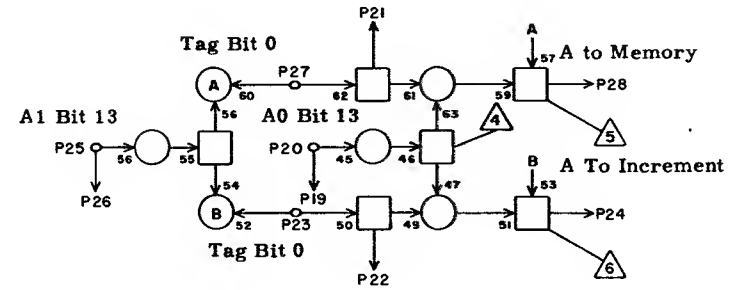 P21
Tag Bit 0
A
P27
57 A to Memory
A
60
62
61
59
P28
56
63
A1 Bit 13
A0 Bit 13
4
5
P25
56
55
P20
45
46
B
A To Increment
54
47
53
P26
P19
B
52
P23
50
49
51
P24
Tag Bit 0
6
P22